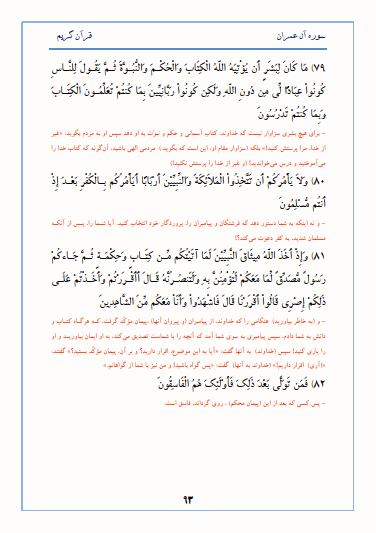 سوره آل عمران
قرآن کریم
(۷۹) مَا كَانَ لِبَشَرٍ أَن يُؤْتِيَهُ اللّهُ الْكِتَابَ وَالْحُكْمَ وَالنُّبُوَّةَ ثُمَّ يَقُولَ لِلنَّاسِ
كُونُواْ عِبَادًا لِّي مِن دُونِ اللّهِ وَلَكِن كُونُواْ رَبَّانِيِّينَ بِمَا كُنتُمْ تُعَلِّمُونَ الْكِتَابَ
وَبِمَا كُنتُمْ تَدْرُسُونَ
- برای هیچ بشری سزاوار نیست که خداوند، کتاب آسمانی و حکم و نبوّت به او دهد سپس او به مردم بگوید: «غیر
از خدا، مرا پرستش کنید!» بلکه (سزاوار مقام او، این است که بگوید:) مردمی الهی باشید، آن‌گونه که کتاب خدا را
می‌آموختید و درس می‌خواندید! (و غیر از خدا را پرستش نکنید!)
(۸۰) وَلاَ يَأْمُرَكُمْ أَن تَتَّخِذُواْ الْمَلاَئِكَةَ وَالنِّبِيِّيْنَ أَرْبَابًا أَيَأْمُرُكُم بِالْكُفْرِ بَعْدَ إِذْ
أَنتُم مُّسْلِمُونَ
- و نه اینکه به شما دستور دهد که فرشتگان و پیامبران را، پروردگار خود انتخاب کنید. آیا شما را، پس از آنکه
مسلمان شدید، به کفر دعوت می‌کند؟!
(۸۱) وَإِذْ أَخَذَ اللّهُ مِيثَاقَ النَّبِيِّيْنَ لَمَا آتَيْتُكُم مِّن كِتَابٍ وَحِكْمَةٍ ثُمَّ جَاءكُمْ
رَسُولٌ مُّصَدِّقٌ لِّمَا مَعَكُمْ لَتُؤْمِنُنَّ بِهِ وَلَتَنصُرُنَّهُ قَالَ أَأَقْرَرْتُمْ وَأَخَذْتُمْ عَلَى
ذَلِكُمْ إِصْرِي قَالُواْ أَقْرَرْنَا قَالَ فَاشْهَدُواْ وَأَنَاْ مَعَكُم مِّنَ الشَّاهِدِينَ
- و (به خاطر بیاورید) هنگامی را که خداوند، از پیامبران (و پیروان آنها)، پیمان مؤکّد گرفت، که هرگاه کتاب و
دانش به شما دادم، سپس پیامبری به سوی شما آمد که آنچه را با شماست تصدیق می‌کند، به او ایمان بیاورید و او
را یاری کنید! سپس (خداوند) به آنها گفت: «آیا به این موضوع، اقرار دارید؟ و بر آن، پیمان مؤکّد بستید؟» گفتند:
«(آری) اقرار داریم!» (خداوند به آنها) گفت: «پس گواه باشید! و من نیز با شما از گواهانم.»
(۸۲) فَمَن تَوَلَّى بَعْدَ ذَلِكَ فَأُوْلَئِكَ هُمُ الْفَاسِقُونَ
- پس کسی که بعد از این (پیمان محکم) ، روی گرداند، فاسق است.
۹۳